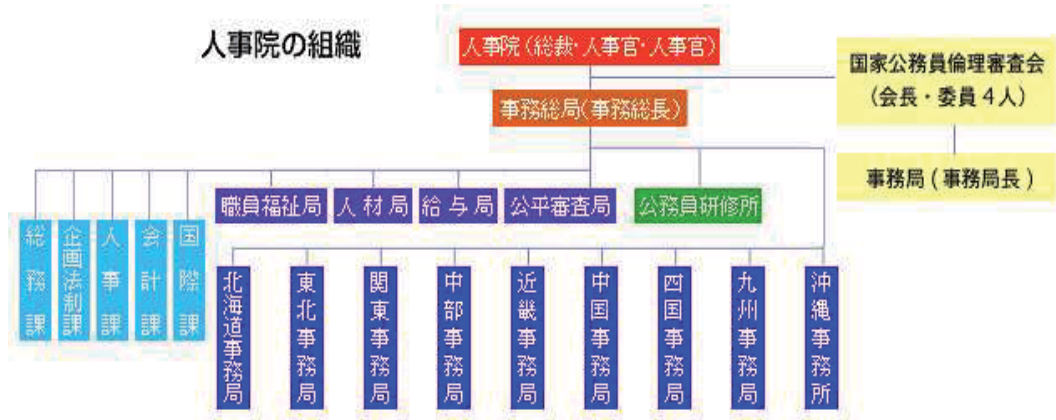 人事院の組織
人事院(総裁・人事官・人事官)
国家公務員倫理審査会
(会長・委員4人)
事務総局(事務総長)
事務局(事務局長)
職員福祉局
人材局
給与局
公平審査局
公務員研修所
総務課
企画法制課
人事課
会計課
国際課
北海道事務局
東北事務局
関東事務局
中部事務局
近畿事務局
中国事務局
四国事務局
九州事務局
沖縄事務所